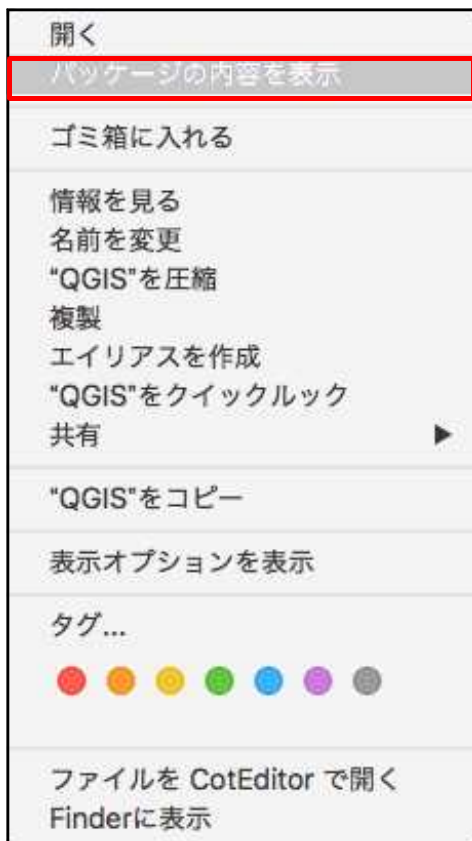 開く
パッケージの内容を表示
ゴミ箱に入れる
情報を見る
名前を変更
“QGIS”を圧縮
複製
エイリアスを作成
“QGIS”をクイックルック
共有
“QGIS”をコピー
表示オプションを表示
タグ...
ファイルを CotEditor で開く
Finderに表示